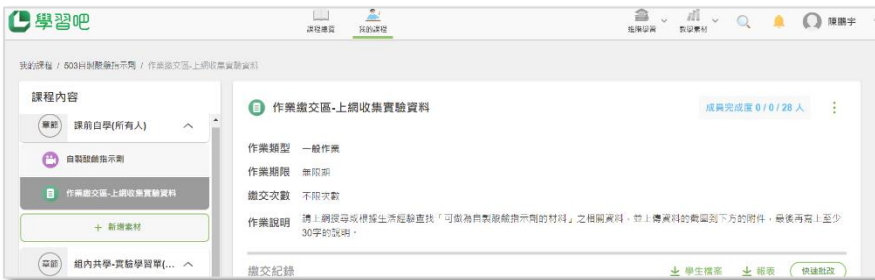 學習吧
課程總覽
我的課程
進階學習
教學素材
陳鵬宇
我的課程 / 503自製酸鹼指示劑 / 作業繳交區-上網收集實驗資料
課程內容
章節 課前自學(所有人)
自製酸鹼指示劑
作業繳交區-上網收集實驗資料
+ 新增素材
章節 組內共學-實驗學習單(...
作業繳交區-上網收集實驗資料
成員完成度 0 / 0 / 28 人
作業類型 一般作業
作業期限 無限期
繳交次數 不限次數
作業說明 請上網搜尋或根據生活經驗查找「可做為自製酸鹼指示劑的材料」之相關資料，並上傳資料的截圖到下方的附件，最後再寫上至少
30字的說明。
繳交紀錄
學生檔案
報表
快速批改